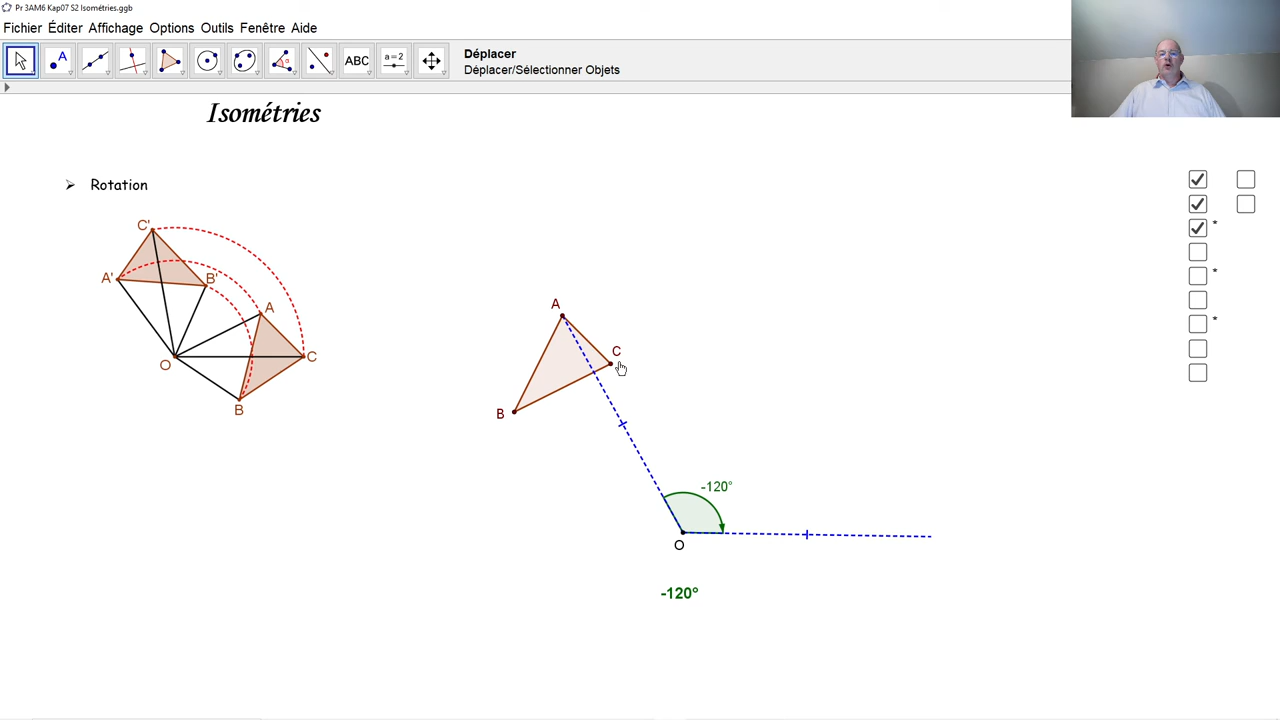 Pr 3AM6 Kap07 S2 Isométries.ggb
Fichier Éditer Affichage Options Outils Fenêtre Aide
ABC
a=2
A
α
Déplacer
Déplacer/Sélectionner Objets
Isométries
➢ Rotation
C'
A'
B'
A
O
C
B
A
C
B
-120°
O
-120°
*
*
*